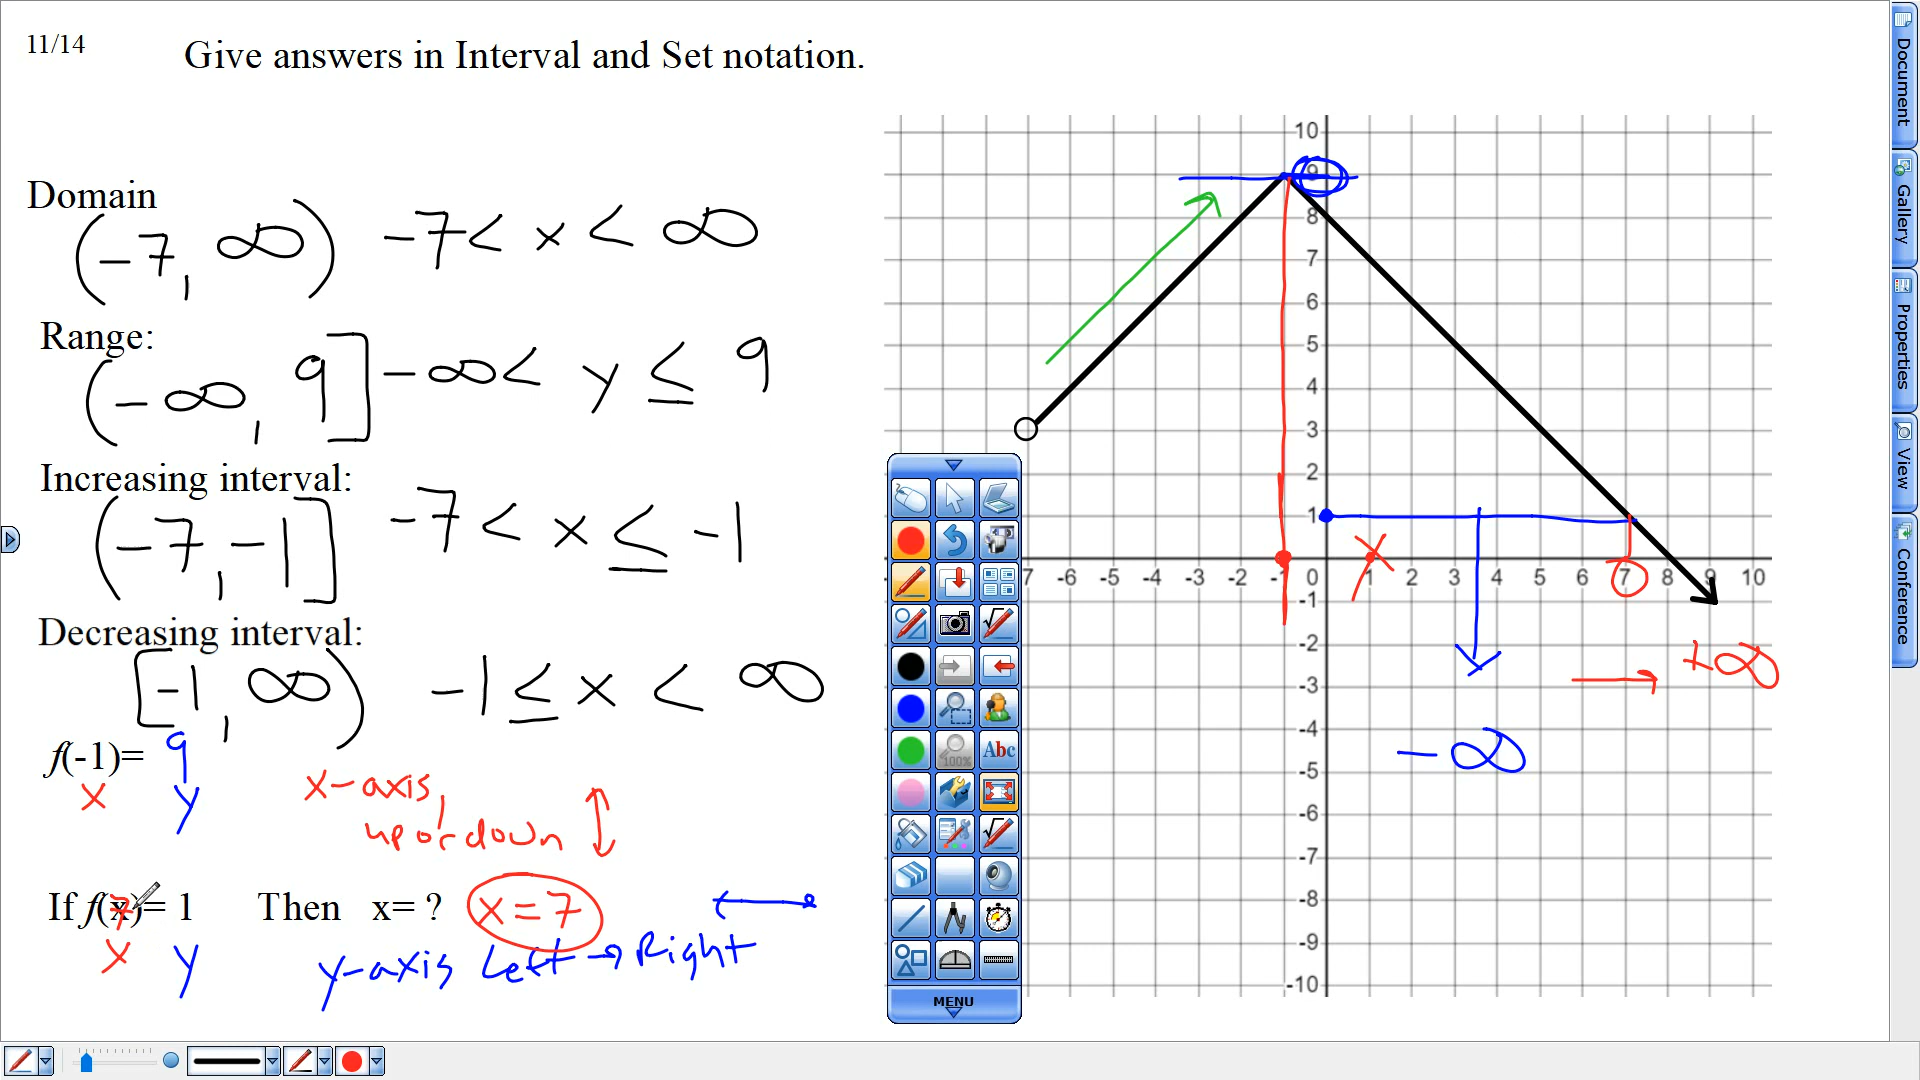 11/14
Give answers in Interval and Set notation.
Domain
(-7, ∞) -7 < x < ∞
Range:
(-∞, 9] -∞ < y ≤ 9
Increasing interval:
(-7, -1] -7 < x ≤ -1
Decreasing interval:
[-1, ∞) -1 ≤ x < ∞
f(-1)= 9
x y
x-axis,
up or down
If f(x)= 1 Then x= ? x=7
7
x y
y-axis Left → Right
10
9
8
7
6
5
4
3
2
1
7 -6 -5 -4 -3 -2 -1 0 1 2 3 4 5 6 7 8 9 10
x
-1
-2
-3
-4
-5
-6
-7
-8
-9
-10
+∞
-∞
100%
Abc
MENU
Document
Gallery
Properties
View
Conference